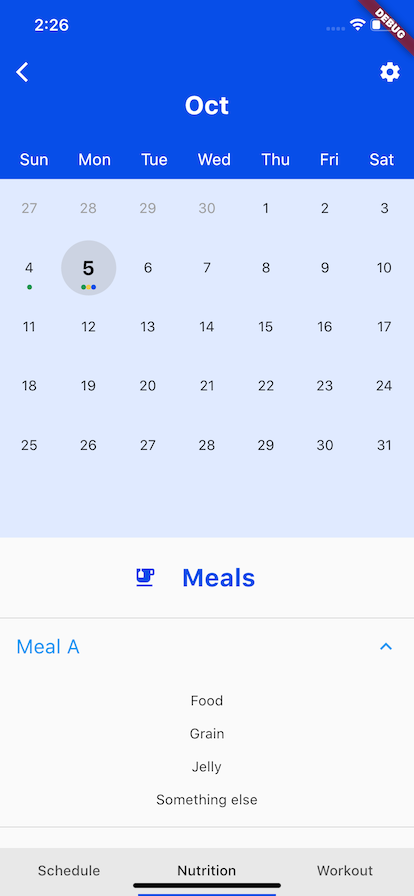 2:26
DEBUG
Oct
Sun Mon Tue Wed Thu Fri Sat
27 28 29 30 1 2 3
4 5 6 7 8 9 10
11 12 13 14 15 16 17
18 19 20 21 22 23 24
25 26 27 28 29 30 31
Meals
Meal A
Food
Grain
Jelly
Something else
Schedule Nutrition Workout